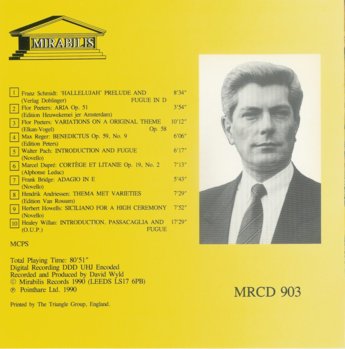 MIRABILIS
1 Franz Schmidt: 'HALLELUJAH' PRELUDE AND 8'34"
(Verlag Doblinger) FUGUE IN D
2 Flor Peeters: ARIA Op. 51 3'54"
(Edition Heuwekemei jer Amsterdam)
3 Flor Peeters: VARIATIONS ON A ORIGINAL THEME 10'12"
(Elkan-Vogel) Op. 58
4 Max Reger: BENEDICTUS Op. 59, No. 9 6'06"
(Edition Peters)
5 Walter Pach: INTRODUCTION AND FUGUE 6'17"
(Novello)
6 Marcel Dupré: CORTÈGE ET LITANIE Op. 19, No. 2 7'13"
(Alphonse Leduc)
7 Frank Bridge: ADAGIO IN E 5'43"
(Novello)
8 Hendrik Andriessen: THEMA MET VARIETIES 7'29"
(Edition Van Rossum)
9 Herbert Howells: SICILIANO FOR A HIGH CEREMONY 7'52"
(Novello)
10 Healey Willan: INTRODUCTION, PASSACAGLIA AND 17'29"
(O.U.P.) FUGUE
MCPS
Total Playing Time: 80'51"
Digital Recording DDD UHJ Encoded
Recorded and Produced by David Wyld
© Mirabilis Records 1990 (LEEDS LS17 6PB)
℗ Pointhare Ltd. 1990
Printed by The Triangle Group, England.
MRCD 903